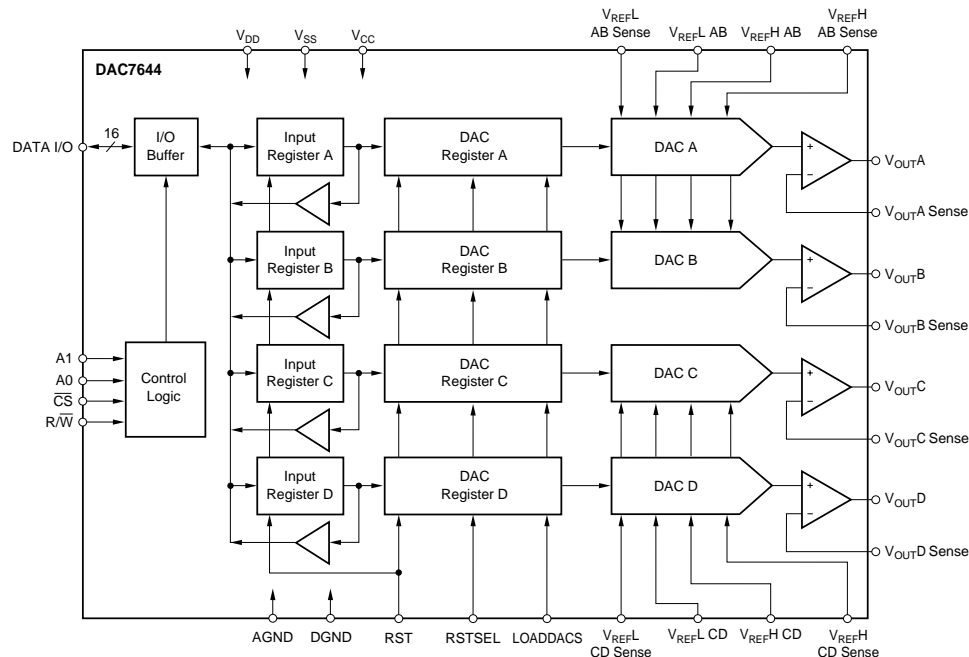 V_REF L
AB Sense
V_REF L AB
V_REF H AB
V_REF H
AB Sense
V_DD
V_SS
V_CC
DAC7644
DATA I/O
16
I/O
Buffer
Input
Register A
DAC
Register A
DAC A
+
–
V_OUT A
V_OUT A Sense
Input
Register B
DAC
Register B
DAC B
+
–
V_OUT B
V_OUT B Sense
A1
A0
C̅S̅
R/W̅
Control
Logic
Input
Register C
DAC
Register C
DAC C
+
–
V_OUT C
V_OUT C Sense
Input
Register D
DAC
Register D
DAC D
+
–
V_OUT D
V_OUT D Sense
AGND
DGND
RST
RSTSEL
LOADDACS
V_REF L
CD Sense
V_REF L CD
V_REF H CD
V_REF H
CD Sense